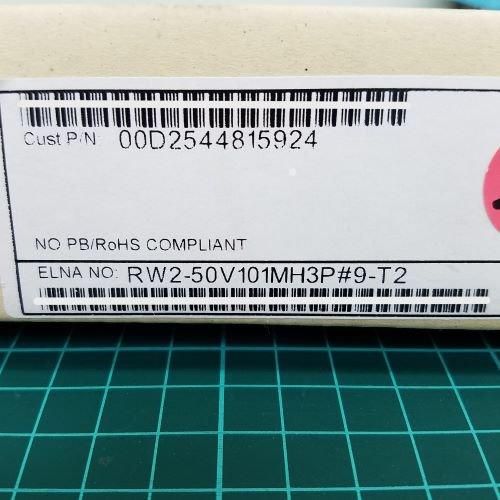 Cust P/N: 00D2544815924
NO PB/RoHS COMPLIANT
ELNA NO: RW2-50V101MH3P#9-T2